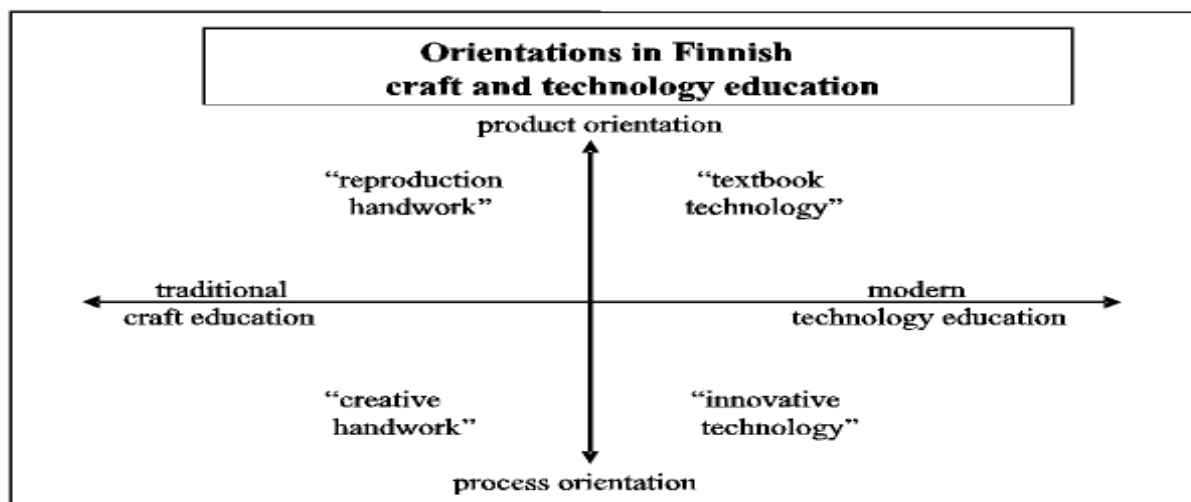 Orientations in Finnish
craft and technology education
product orientation
“reproduction
handwork”
“textbook
technology”
traditional
craft education
modern
technology education
“creative
handwork”
“innovative
technology”
process orientation